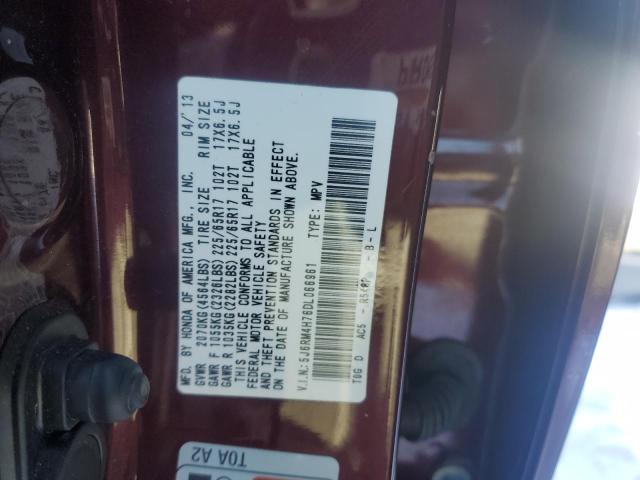 MFD. BY HONDA OF AMERICA MFG., INC. 04/'13
GVWR 2070KG(4564LBS) TIRE SIZE RIM SIZE
GAWR F 1055KG(2326LBS) 225/65R17 102T 17X6.5J
GAWR R 1035KG(2282LBS) 225/65R17 102T 17X6.5J
THIS VEHICLE CONFORMS TO ALL APPLICABLE
FEDERAL MOTOR VEHICLE SAFETY
AND THEFT PREVENTION STANDARDS IN EFFECT
ON THE DATE OF MANUFACTURE SHOWN ABOVE.
V.I.N.: 5J6RM4H76DL066961 TYPE: MPV
T0G D AC5 - - B - L
T0A A2